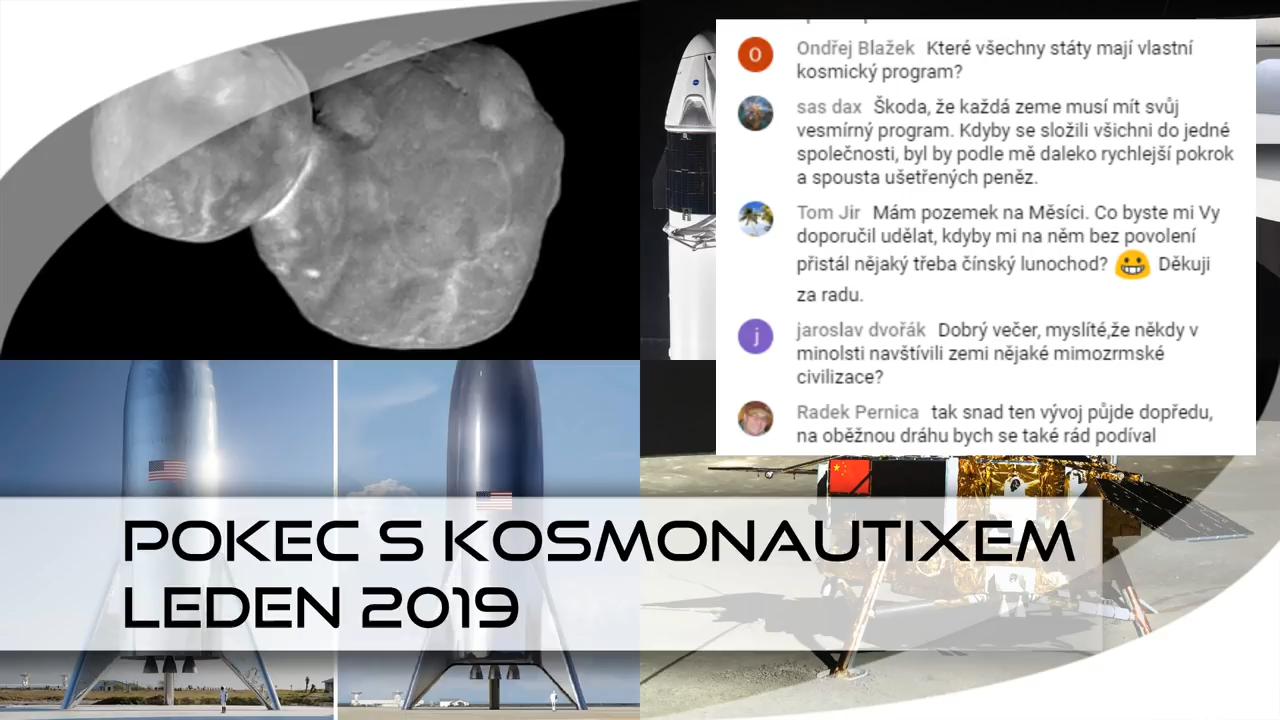 Ondřej Blažek Které všechny státy mají vlastní
kosmický program?
sas dax Škoda, že každá zeme musí mít svůj
vesmírný program. Kdyby se složili všichni do jedné
společnosti, byl by podle mě daleko rychlejší pokrok
a spousta ušetřených peněz.
Tom Jir Mám pozemek na Měsíci. Co byste mi Vy
doporučil udělat, kdyby mi na něm bez povolení
přistál nějaký třeba čínský lunochod? 😀 Děkuji
za radu.
jaroslav dvořák Dobrý večer, myslíté,že někdy v
minolsti navštívili zemi nějaké mimozrmské
civilizace?
Radek Pernica tak snad ten vývoj půjde dopředu,
na oběžnou dráhu bych se také rád podíval
POKEC S KOSMONAUTIXEM
LEDEN 2019